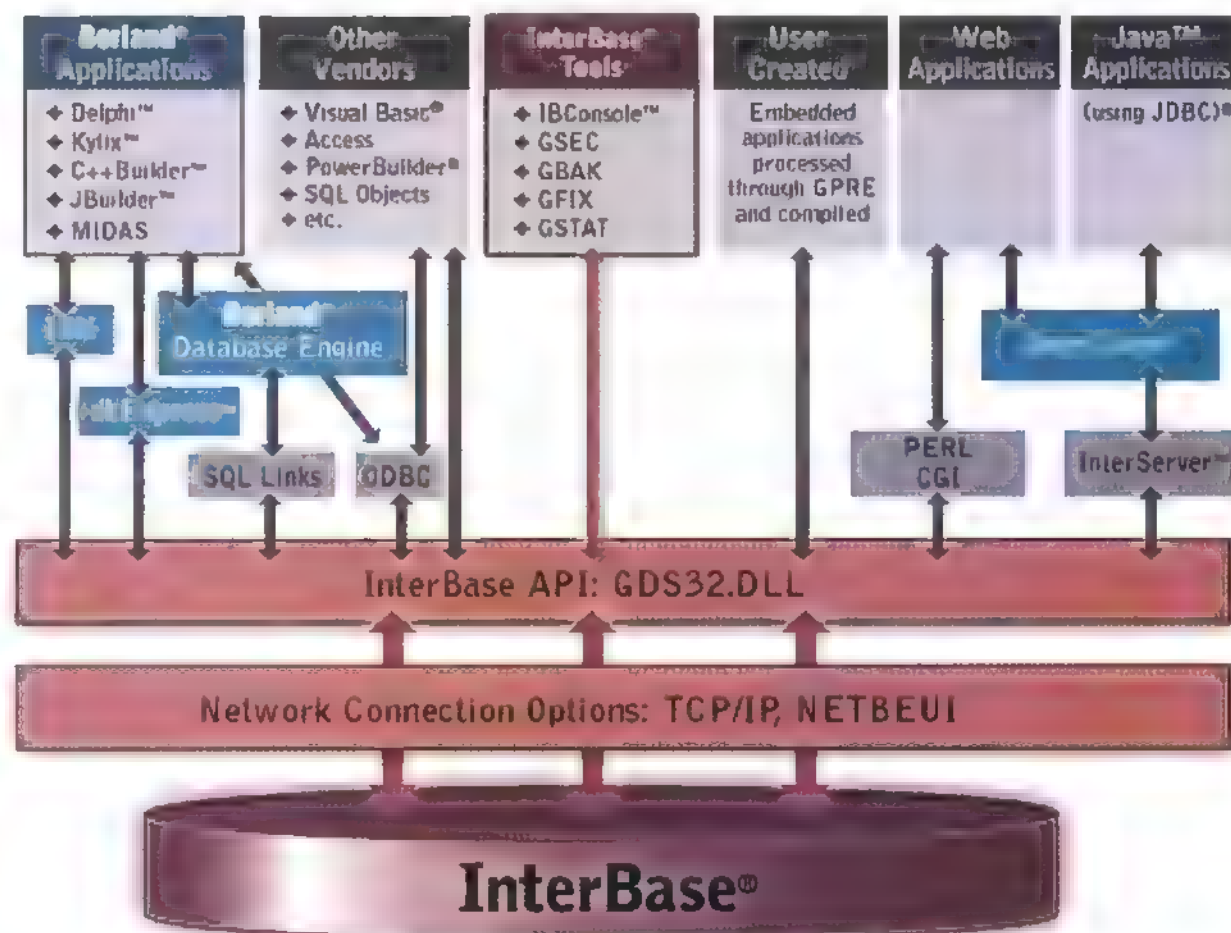 Borland®
Applications
◆ Delphi™
◆ Kylix™
◆ C++Builder™
◆ JBuilder™
◆ MIDAS
Other
Vendors
◆ Visual Basic®
◆ Access
◆ PowerBuilder®
◆ SQL Objects
◆ etc.
InterBase®
Tools
◆ IBConsole™
◆ GSEC
◆ GBAK
◆ GFIX
◆ GSTAT
User
Created
Embedded
applications
processed
through GPRE
and compiled
Web
Applications
Java™
Applications
(using JDBC)®
Borland
Database Engine
SQL Links
ODBC
PERL
CGI
InterServer™
InterBase API: GDS32.DLL
Network Connection Options: TCP/IP, NETBEUI
InterBase®